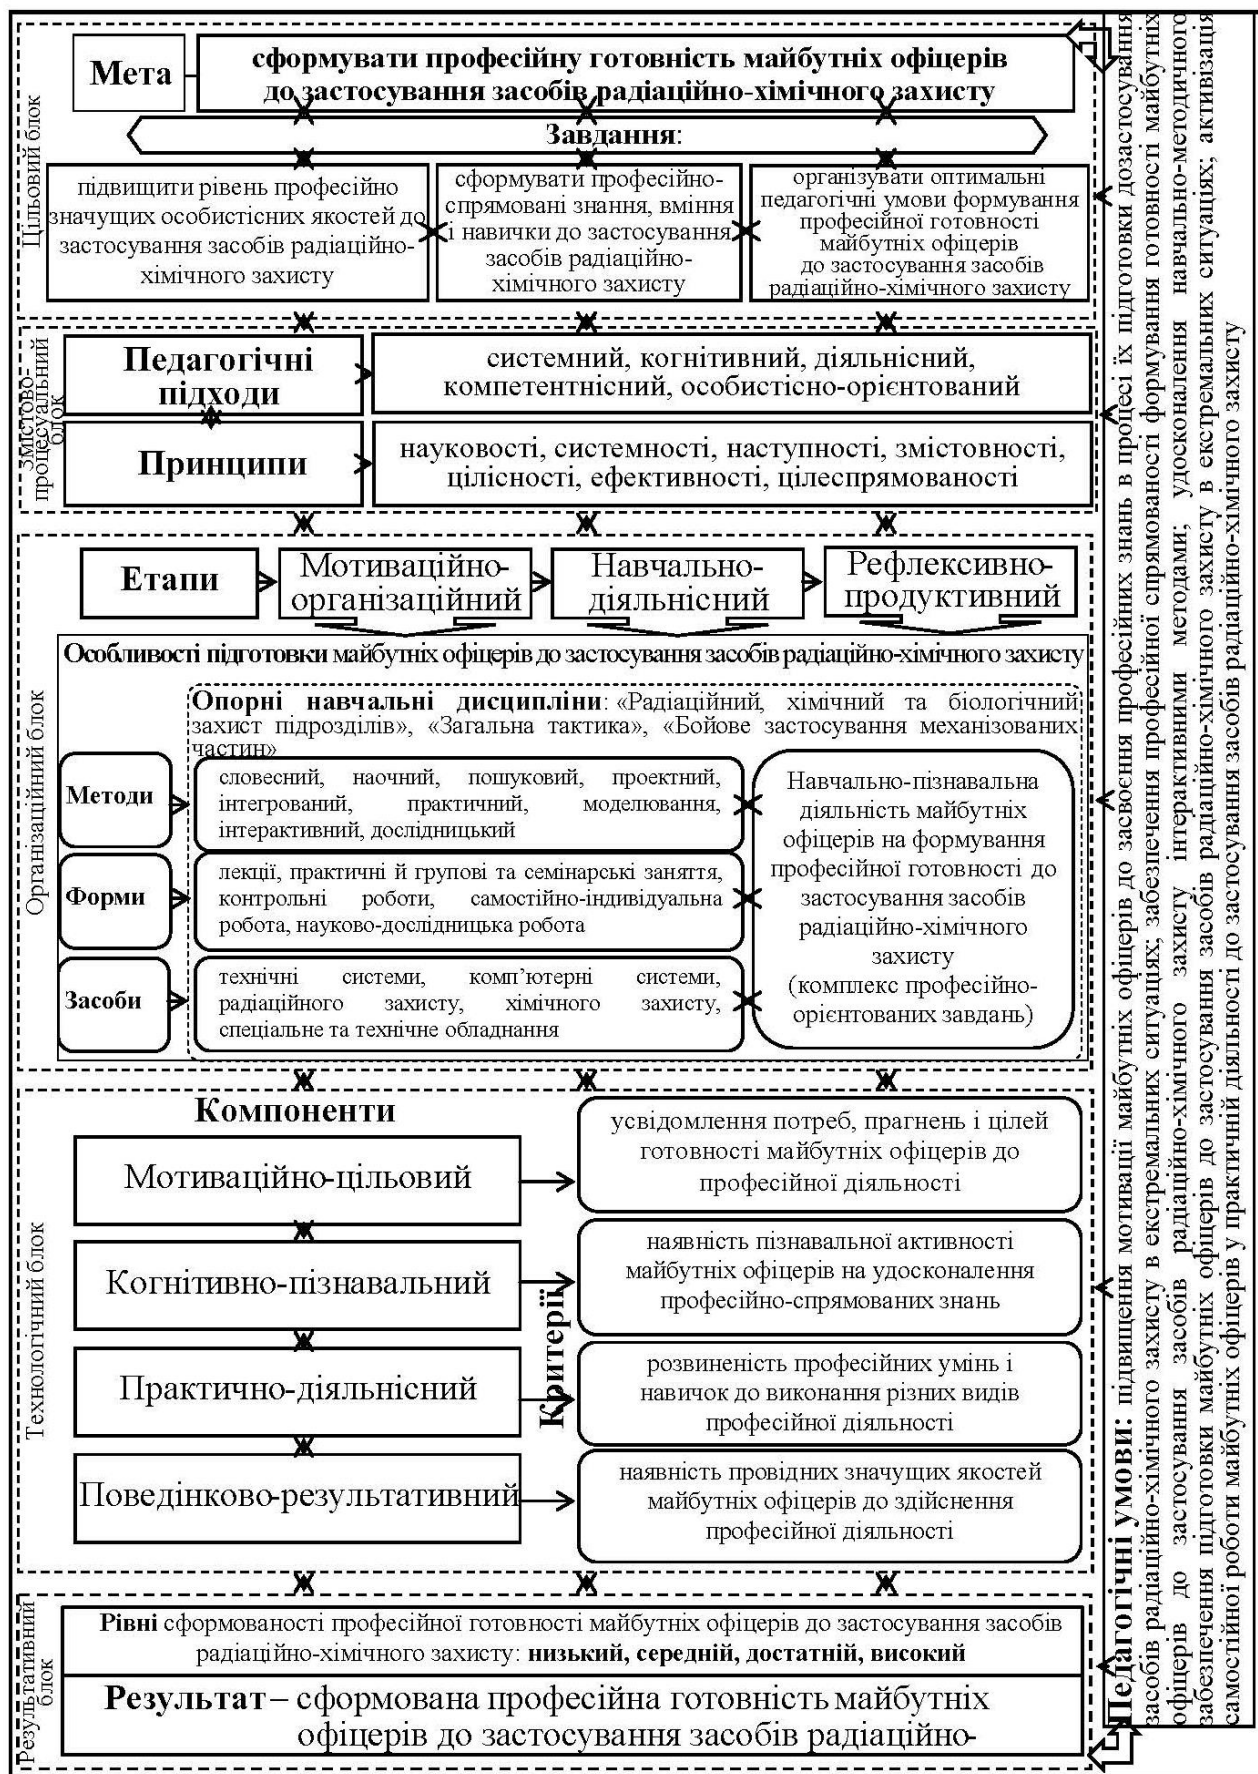 Цільовий блок
Мета
сформувати професійну готовність майбутніх офіцерів
до застосування засобів радіаційно-хімічного захисту
Завдання:
підвищити рівень професійно
значущих особистісних якостей до
застосування засобів радіаційно-
хімічного захисту
сформувати професійно-
спрямовані знання, вміння
і навички до застосування
засобів радіаційно-
хімічного захисту
організувати оптимальні
педагогічні умови формування
професійної готовності
майбутніх офіцерів
до застосування засобів
радіаційно-хімічного захисту
Змістово-
процесуальний
блок
Педагогічні
підходи
системний, когнітивний, діяльнісний,
компетентнісний, особистісно-орієнтований
Принципи
науковості, системності, наступності, змістовності,
цілісності, ефективності, цілеспрямованості
Організаційний блок
Етапи
Мотиваційно-
організаційний
Навчально-
діяльнісний
Рефлексивно-
продуктивний
Особливості підготовки майбутніх офіцерів до застосування засобів радіаційно-хімічного захисту
Опорні навчальні дисципліни: «Радіаційний, хімічний та біологічний
захист підрозділів», «Загальна тактика», «Бойове застосування механізованих
частин»
Методи
словесний, наочний, пошуковий, проектний,
інтегрований, практичний, моделювання,
інтерактивний, дослідницький
Форми
лекції, практичні й групові та семінарські заняття,
контрольні роботи, самостійно-індивідуальна
робота, науково-дослідницька робота
Засоби
технічні системи, комп’ютерні системи,
радіаційного захисту, хімічного захисту,
спеціальне та технічне обладнання
Навчально-пізнавальна
діяльність майбутніх
офіцерів на формування
професійної готовності до
застосування засобів
радіаційно-хімічного
захисту
(комплекс професійно-
орієнтованих завдань)
Технологічний блок
Компоненти
Критерії
Мотиваційно-цільовий
усвідомлення потреб, прагнень і цілей
готовності майбутніх офіцерів до
професійної діяльності
Когнітивно-пізнавальний
наявність пізнавальної активності
майбутніх офіцерів на удосконалення
професійно-спрямованих знань
Практично-діяльнісний
розвиненість професійних умінь і
навичок до виконання різних видів
професійної діяльності
Поведінково-результативний
наявність провідних значущих якостей
майбутніх офіцерів до здійснення
професійної діяльності
Результативний
блок
Рівні сформованості професійної готовності майбутніх офіцерів до застосування засобів
радіаційно-хімічного захисту: низький, середній, достатній, високий
Результат – сформована професійна готовність майбутніх
офіцерів до застосування засобів радіаційно-
Педагогічні умови: підвищення мотивації майбутніх офіцерів до засвоєння професійних знань в процесі їх підготовки дозастосування
засобів радіаційно-хімічного захисту в екстремальних ситуаціях; забезпечення професійної спрямованості формування готовності майбутніх
офіцерів до застосування засобів радіаційно-хімічного захисту інтерактивними методами; удосконалення навчально-методичного
забезпечення підготовки майбутніх офіцерів до застосування засобів радіаційно-хімічного захисту в екстремальних ситуаціях; активізація
самостійної роботи майбутніх офіцерів у практичній діяльності до застосування засобів радіаційно-хімічного захисту